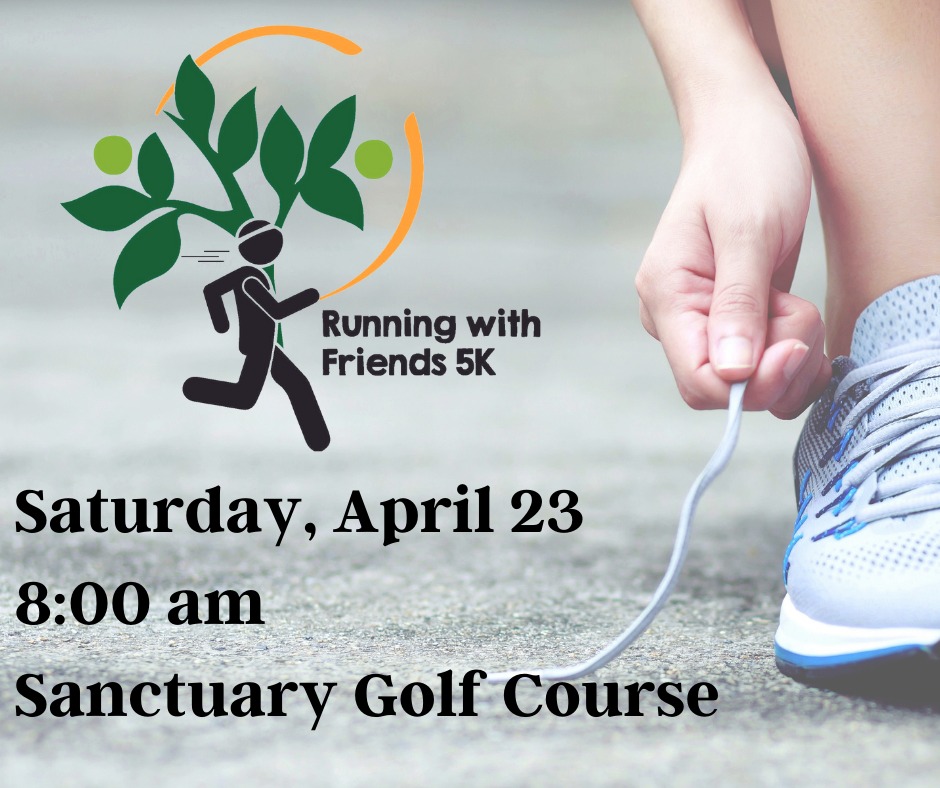 Running with
Friends 5K
Saturday, April 23
8:00 am
Sanctuary Golf Course